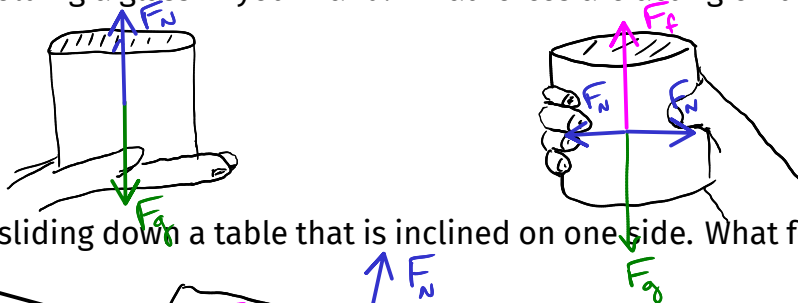 F_N
F_f
F_N F_N
F_g
sliding down a table that is inclined on one side. What f
F_N
F_g